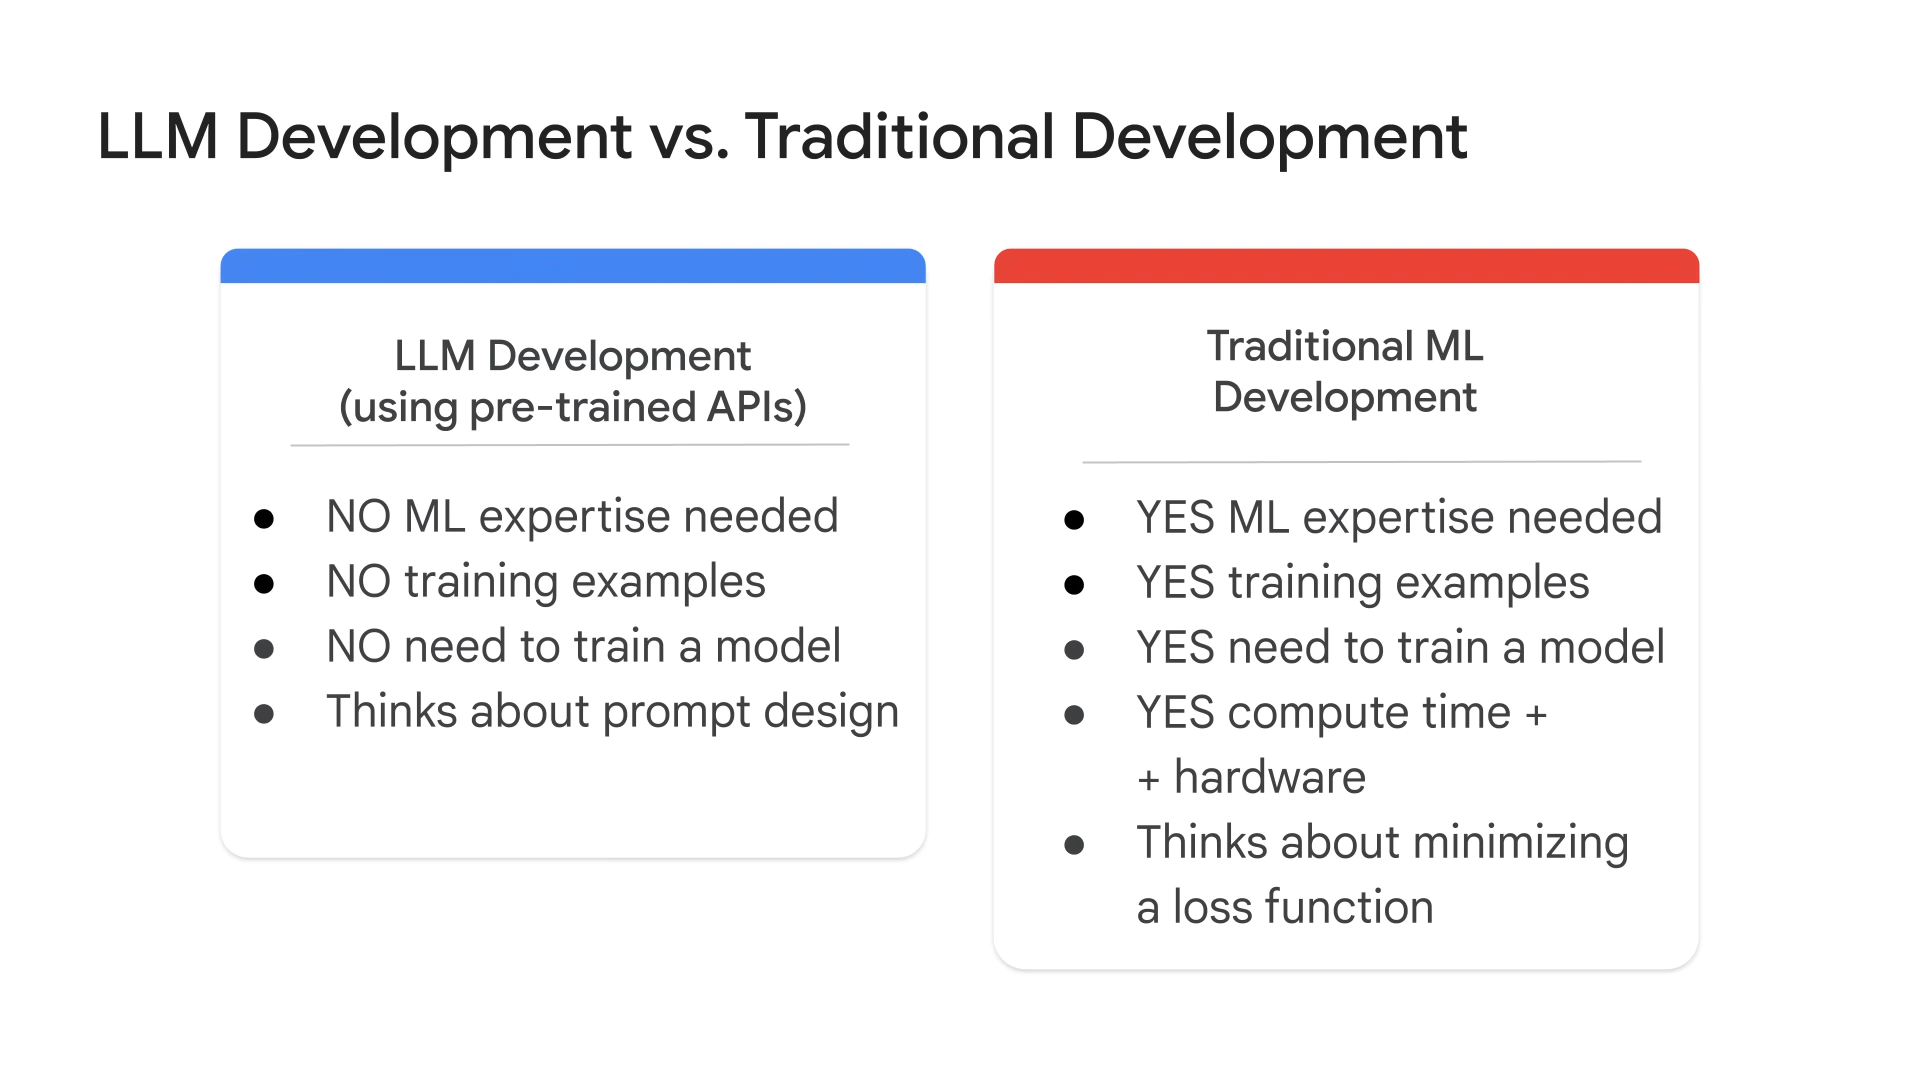 LLM Development vs. Traditional Development
LLM Development
(using pre-trained APIs)
● NO ML expertise needed
● NO training examples
● NO need to train a model
● Thinks about prompt design
Traditional ML
Development
● YES ML expertise needed
● YES training examples
● YES need to train a model
● YES compute time +
+ hardware
● Thinks about minimizing
a loss function